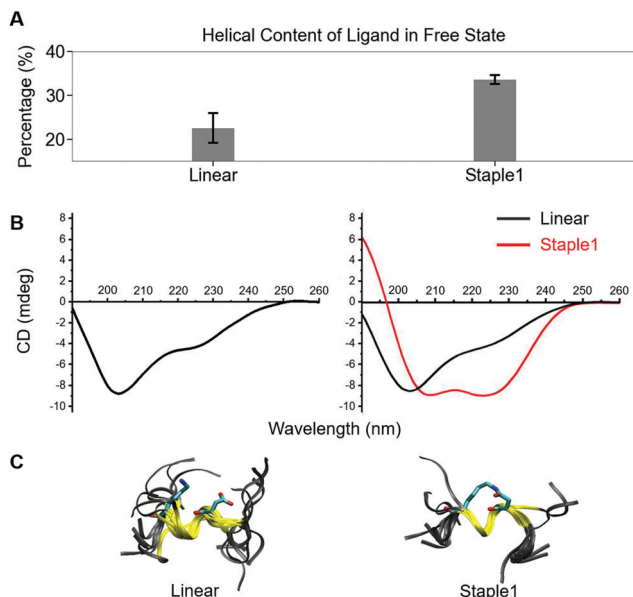 A
Helical Content of Ligand in Free State
Percentage (%)
40
30
20
Linear
Staple1
B
CD (mdeg)
8
6
4
2
0
-2
-4
-6
-8
-10
200 210 220 230 240 250 260
8
6
4
2
0
-2
-4
-6
-8
-10
200 210 220 230 240 250 260
Linear
Staple1
Wavelength (nm)
C
Linear
Staple1